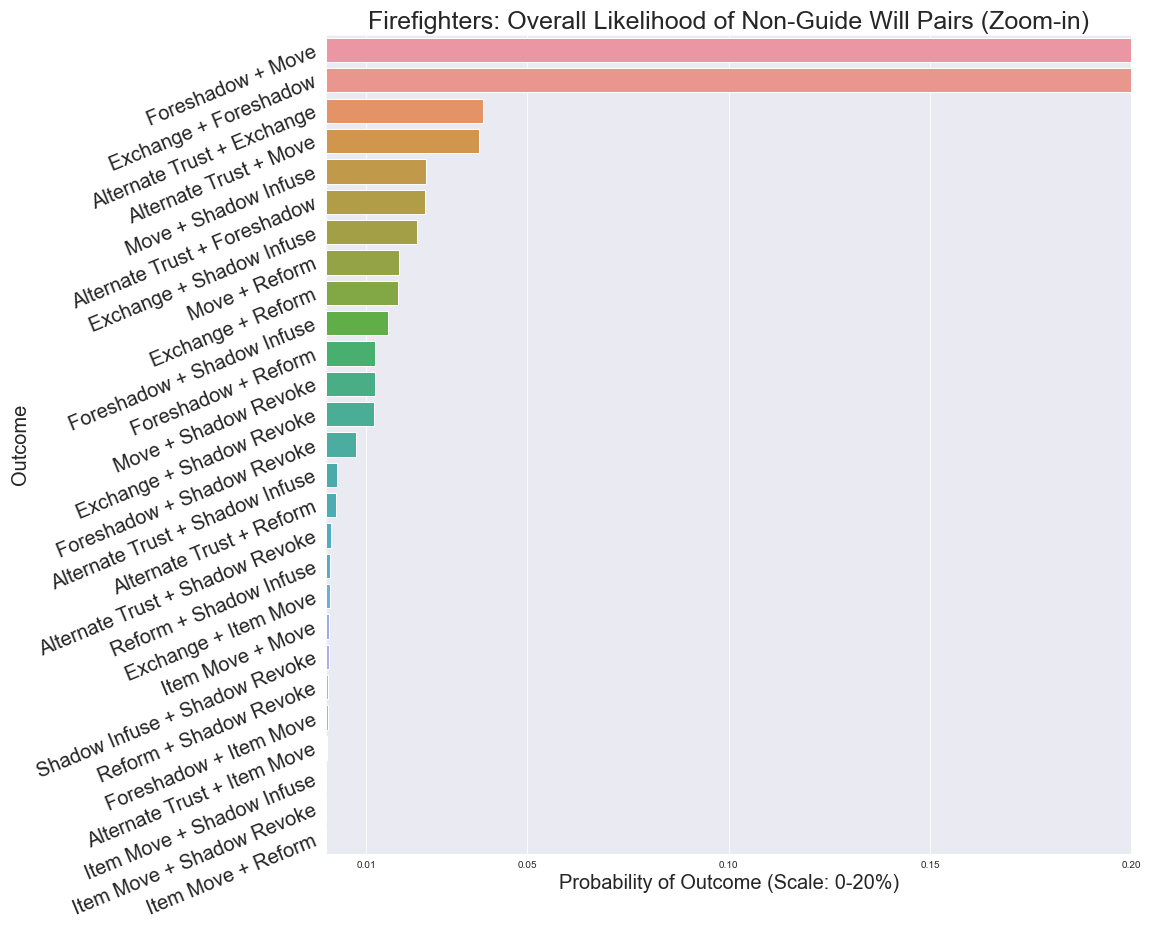 Firefighters: Overall Likelihood of Non-Guide Will Pairs (Zoom-in)
Foreshadow + Move
Exchange + Foreshadow
Alternate Trust + Exchange
Alternate Trust + Move
Move + Shadow Infuse
Alternate Trust + Foreshadow
Exchange + Shadow Infuse
Move + Reform
Exchange + Reform
Foreshadow + Shadow Infuse
Foreshadow + Reform
Move + Shadow Revoke
Exchange + Shadow Revoke
Foreshadow + Shadow Revoke
Alternate Trust + Shadow Infuse
Alternate Trust + Reform
Alternate Trust + Shadow Revoke
Reform + Shadow Infuse
Exchange + Item Move
Item Move + Move
Shadow Infuse + Shadow Revoke
Reform + Shadow Revoke
Foreshadow + Item Move
Alternate Trust + Item Move
Item Move + Shadow Infuse
Item Move + Shadow Revoke
Item Move + Reform
Outcome
0.01 0.05 0.10 0.15 0.20
Probability of Outcome (Scale: 0-20%)